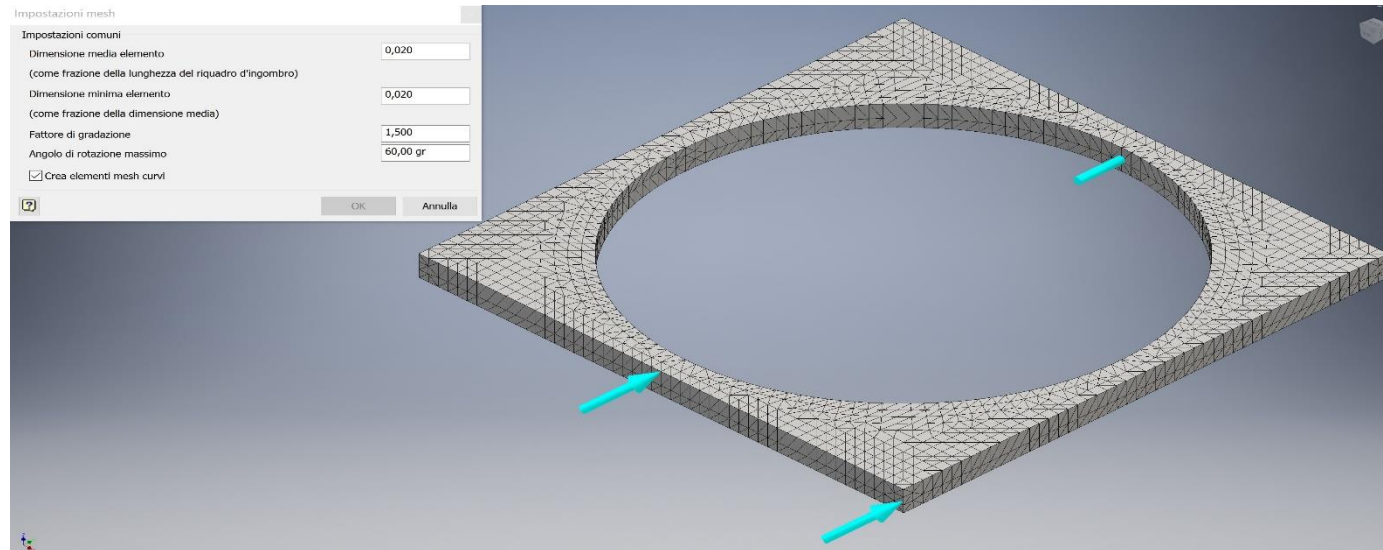 Impostazioni mesh
Impostazioni comuni
Dimensione media elemento 0,020
(come frazione della lunghezza del riquadro d'ingombro)
Dimensione minima elemento 0,020
(come frazione della dimensione media)
Fattore di gradazione 1,500
Angolo di rotazione massimo 60,00 gr
Crea elementi mesh curvi
? OK Annulla